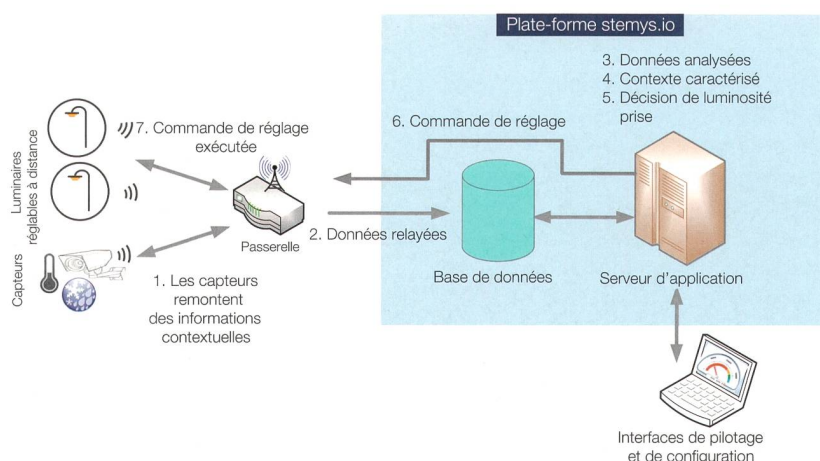 Plate-forme stemys.io
3. Données analysées
4. Contexte caractérisé
5. Décision de luminosité
prise
6. Commande de réglage
7. Commande de réglage
exécutée
Luminaires
réglables à distance
Passerelle
2. Données relayées
Base de données
Serveur d'application
Capteurs
1. Les capteurs
remontent
des informations
contextuelles
Interfaces de pilotage
et de configuration